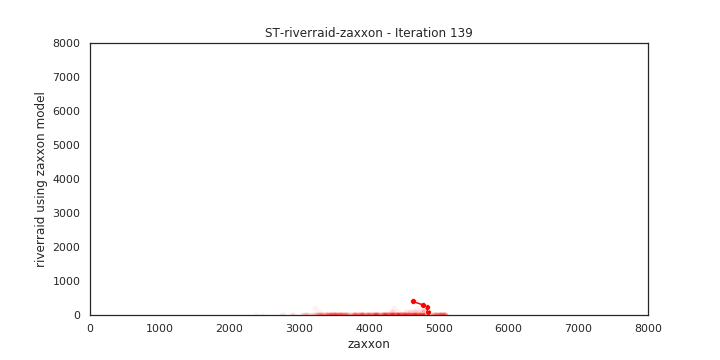 ST-riverraid-zaxxon - Iteration 139
8000
7000
6000
5000
4000
3000
2000
1000
0
riverraid using zaxxon model
0 1000 2000 3000 4000 5000 6000 7000 8000
zaxxon